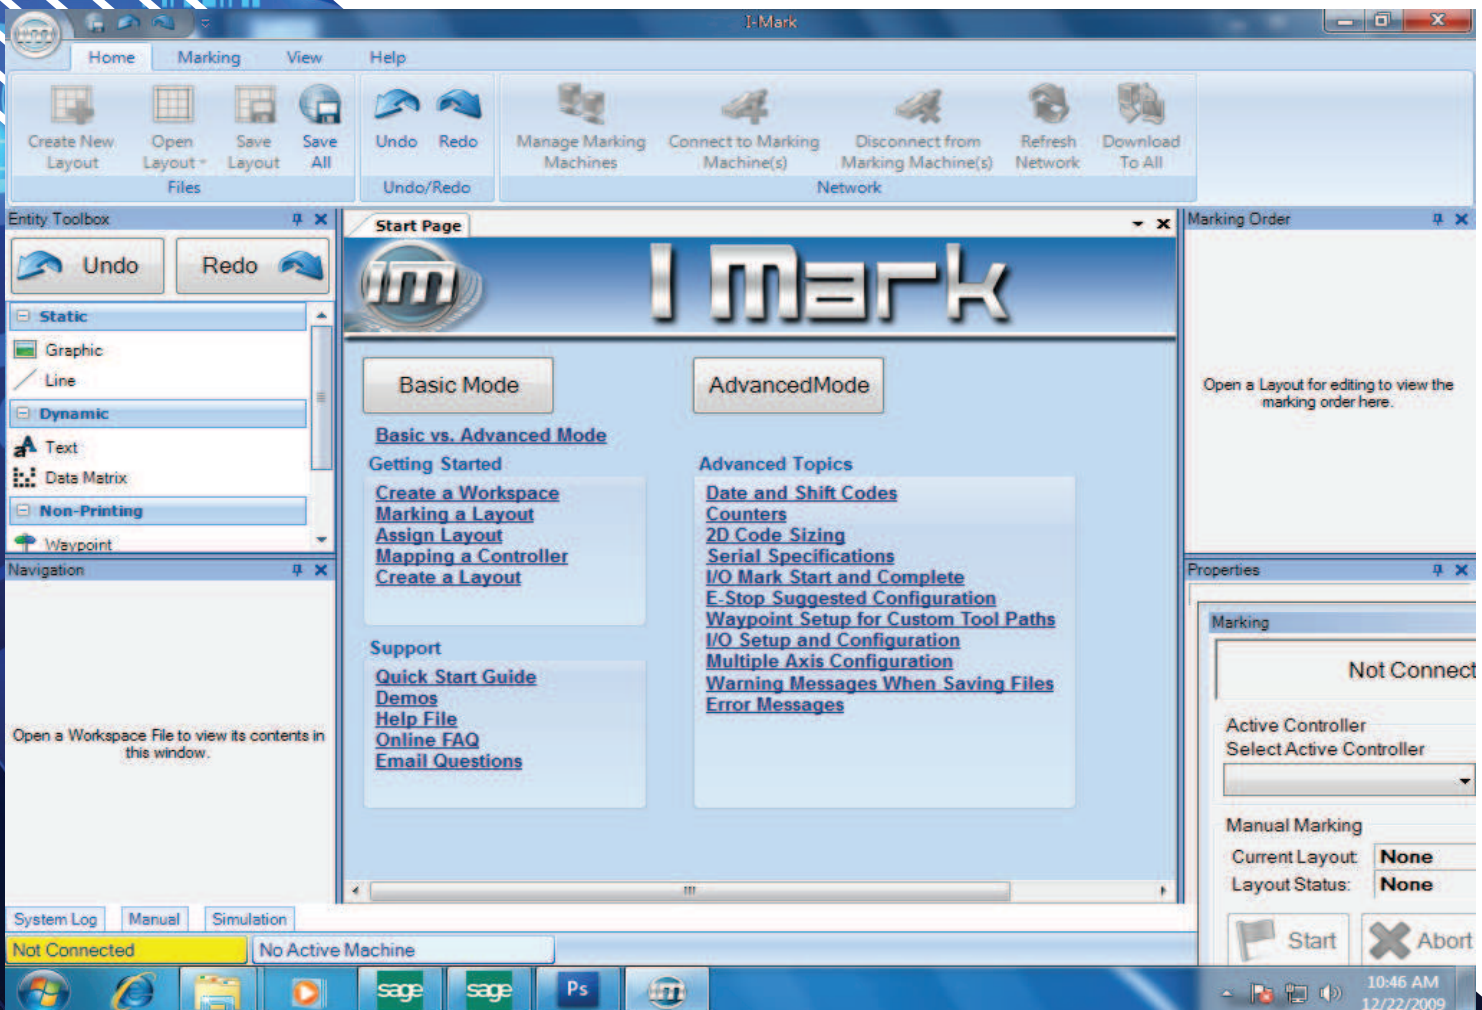 I-Mark
Home Marking View Help
Create New Layout
Open Layout
Save Layout
Save All
Undo
Redo
Manage Marking Machines
Connect to Marking Machine(s)
Disconnect from Marking Machine(s)
Refresh Network
Download To All
Files
Undo/Redo
Network
Entity Toolbox
Undo
Redo
Static
Graphic
Line
Dynamic
Text
Data Matrix
Non-Printing
Waypoint
Navigation
Open a Workspace File to view its contents in
this window.
Start Page
im
I Mark
Basic Mode
AdvancedMode
Basic vs. Advanced Mode
Getting Started
Create a Workspace
Marking a Layout
Assign Layout
Mapping a Controller
Create a Layout
Support
Quick Start Guide
Demos
Help File
Online FAQ
Email Questions
Advanced Topics
Date and Shift Codes
Counters
2D Code Sizing
Serial Specifications
I/O Mark Start and Complete
E-Stop Suggested Configuration
Waypoint Setup for Custom Tool Paths
I/O Setup and Configuration
Multiple Axis Configuration
Warning Messages When Saving Files
Error Messages
Marking Order
Open a Layout for editing to view the
marking order here.
Properties
Marking
Not Connect
Active Controller
Select Active Controller
Manual Marking
Current Layout: None
Layout Status: None
Start
Abort
System Log
Manual
Simulation
Not Connected
No Active Machine
sage
sage
Ps
im
10:46 AM
12/22/2009